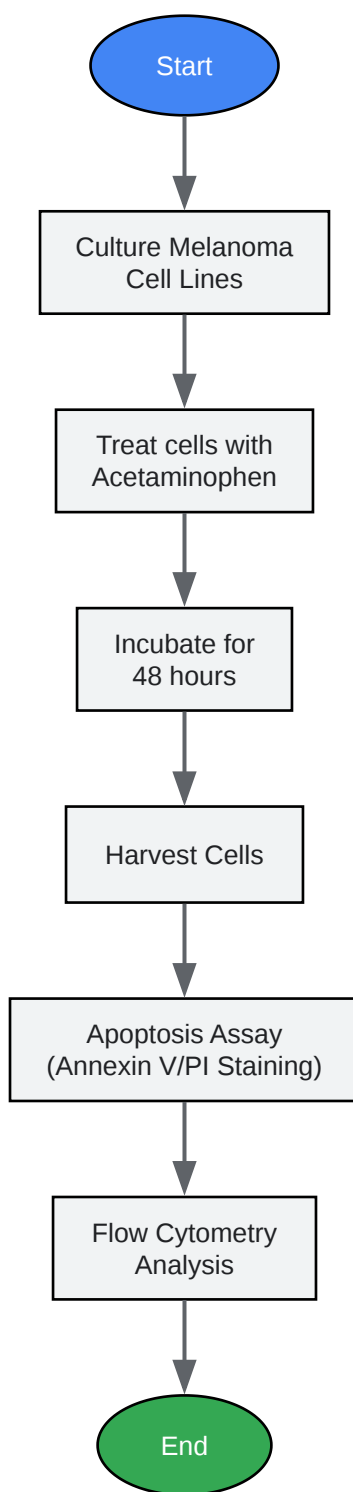 Start
Culture Melanoma
Cell Lines
Treat cells with
Acetaminophen
Incubate for
48 hours
Harvest Cells
Apoptosis Assay
(Annexin V/PI Staining)
Flow Cytometry
Analysis
End